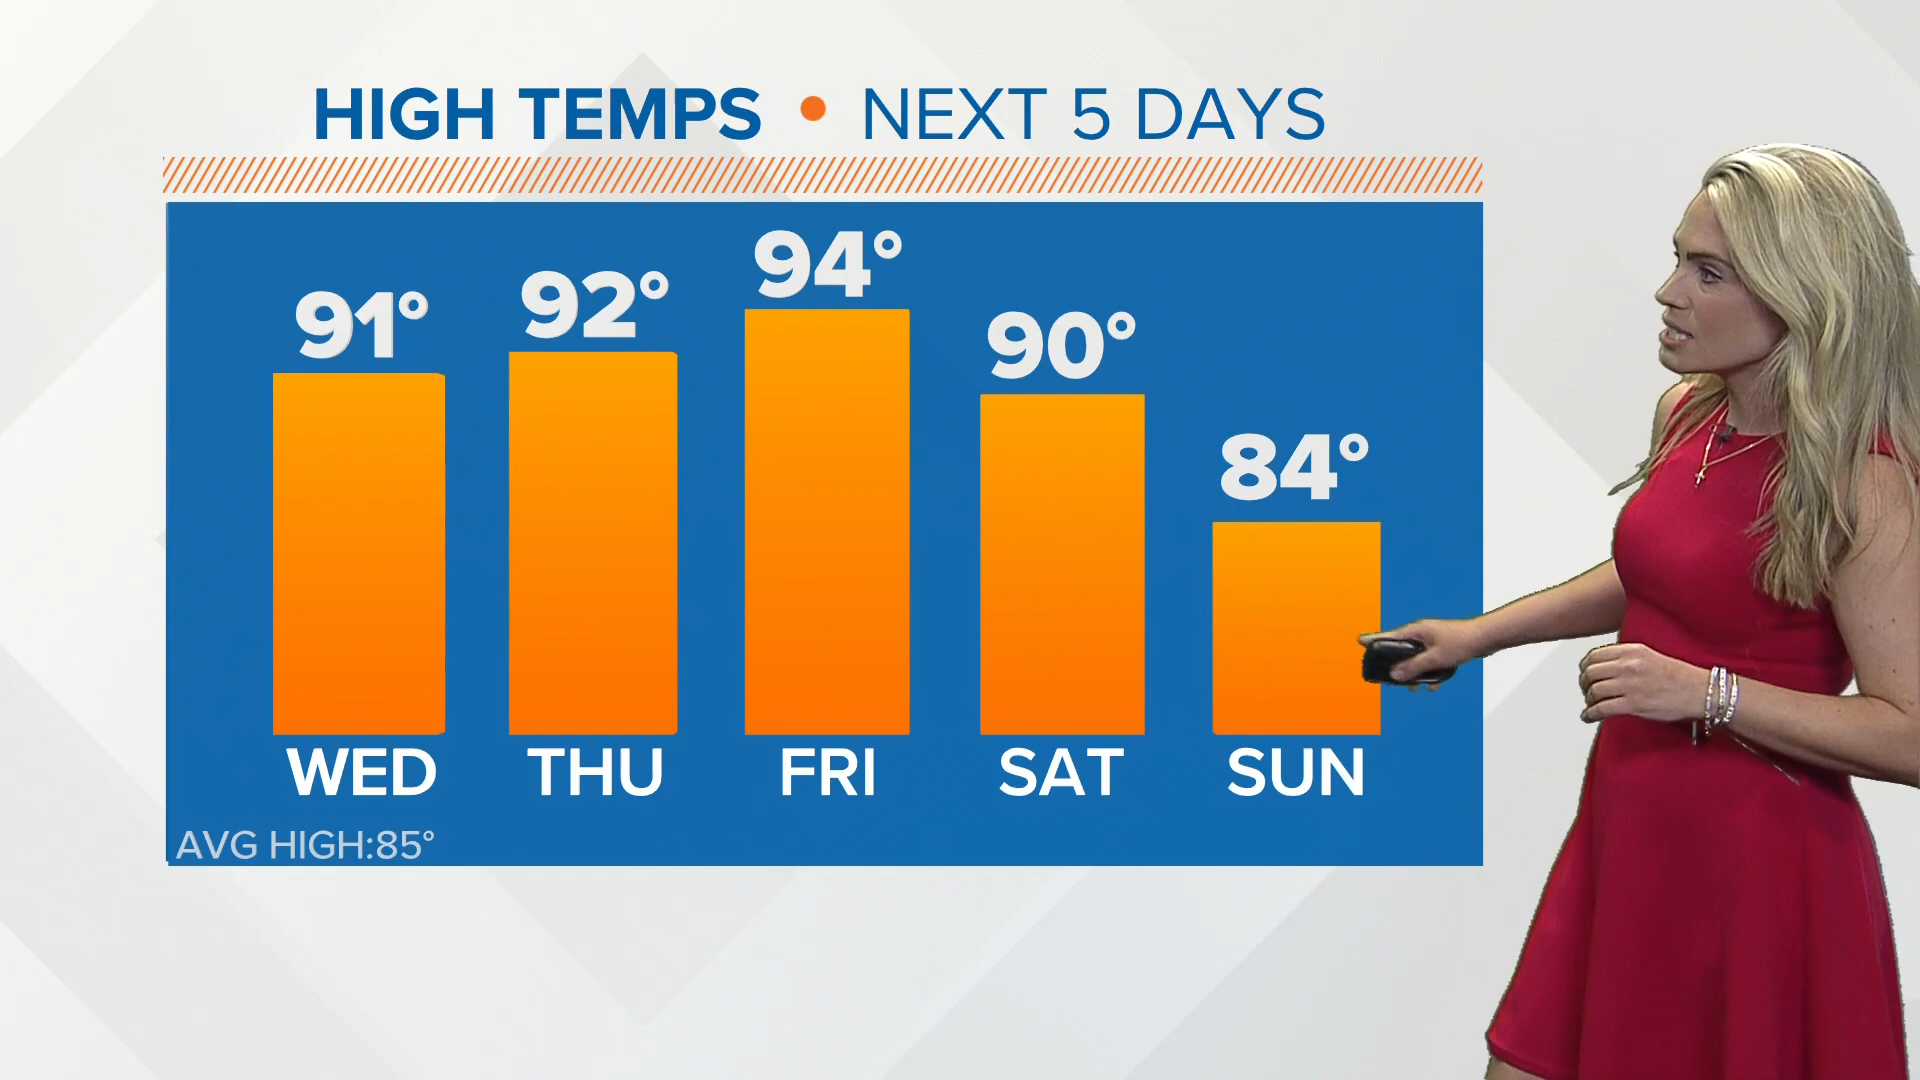 HIGH TEMPS • NEXT 5 DAYS
91° 92° 94° 90° 84°
WED THU FRI SAT SUN
AVG HIGH:85°